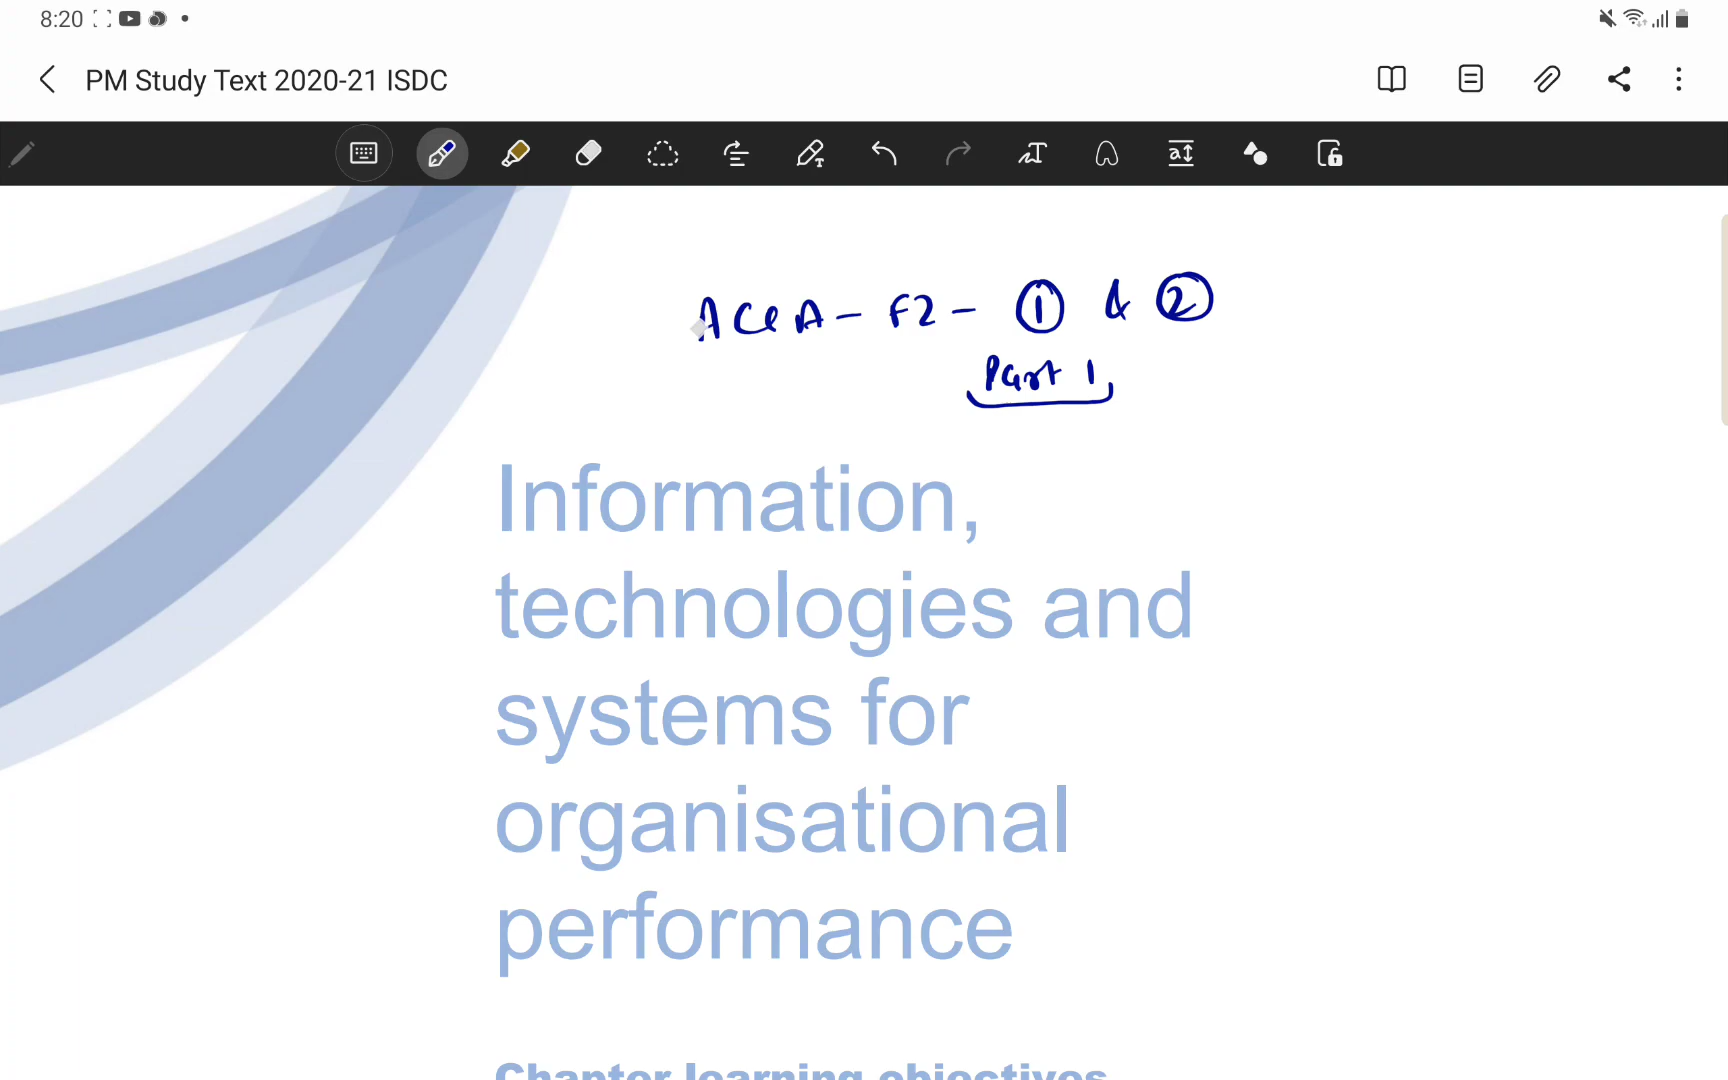 8:20
PM Study Text 2020-21 ISDC
ACCA - F2 - ① & ②
Part 1
Information,
technologies and
systems for
organisational
performance
Chapter learning objectives